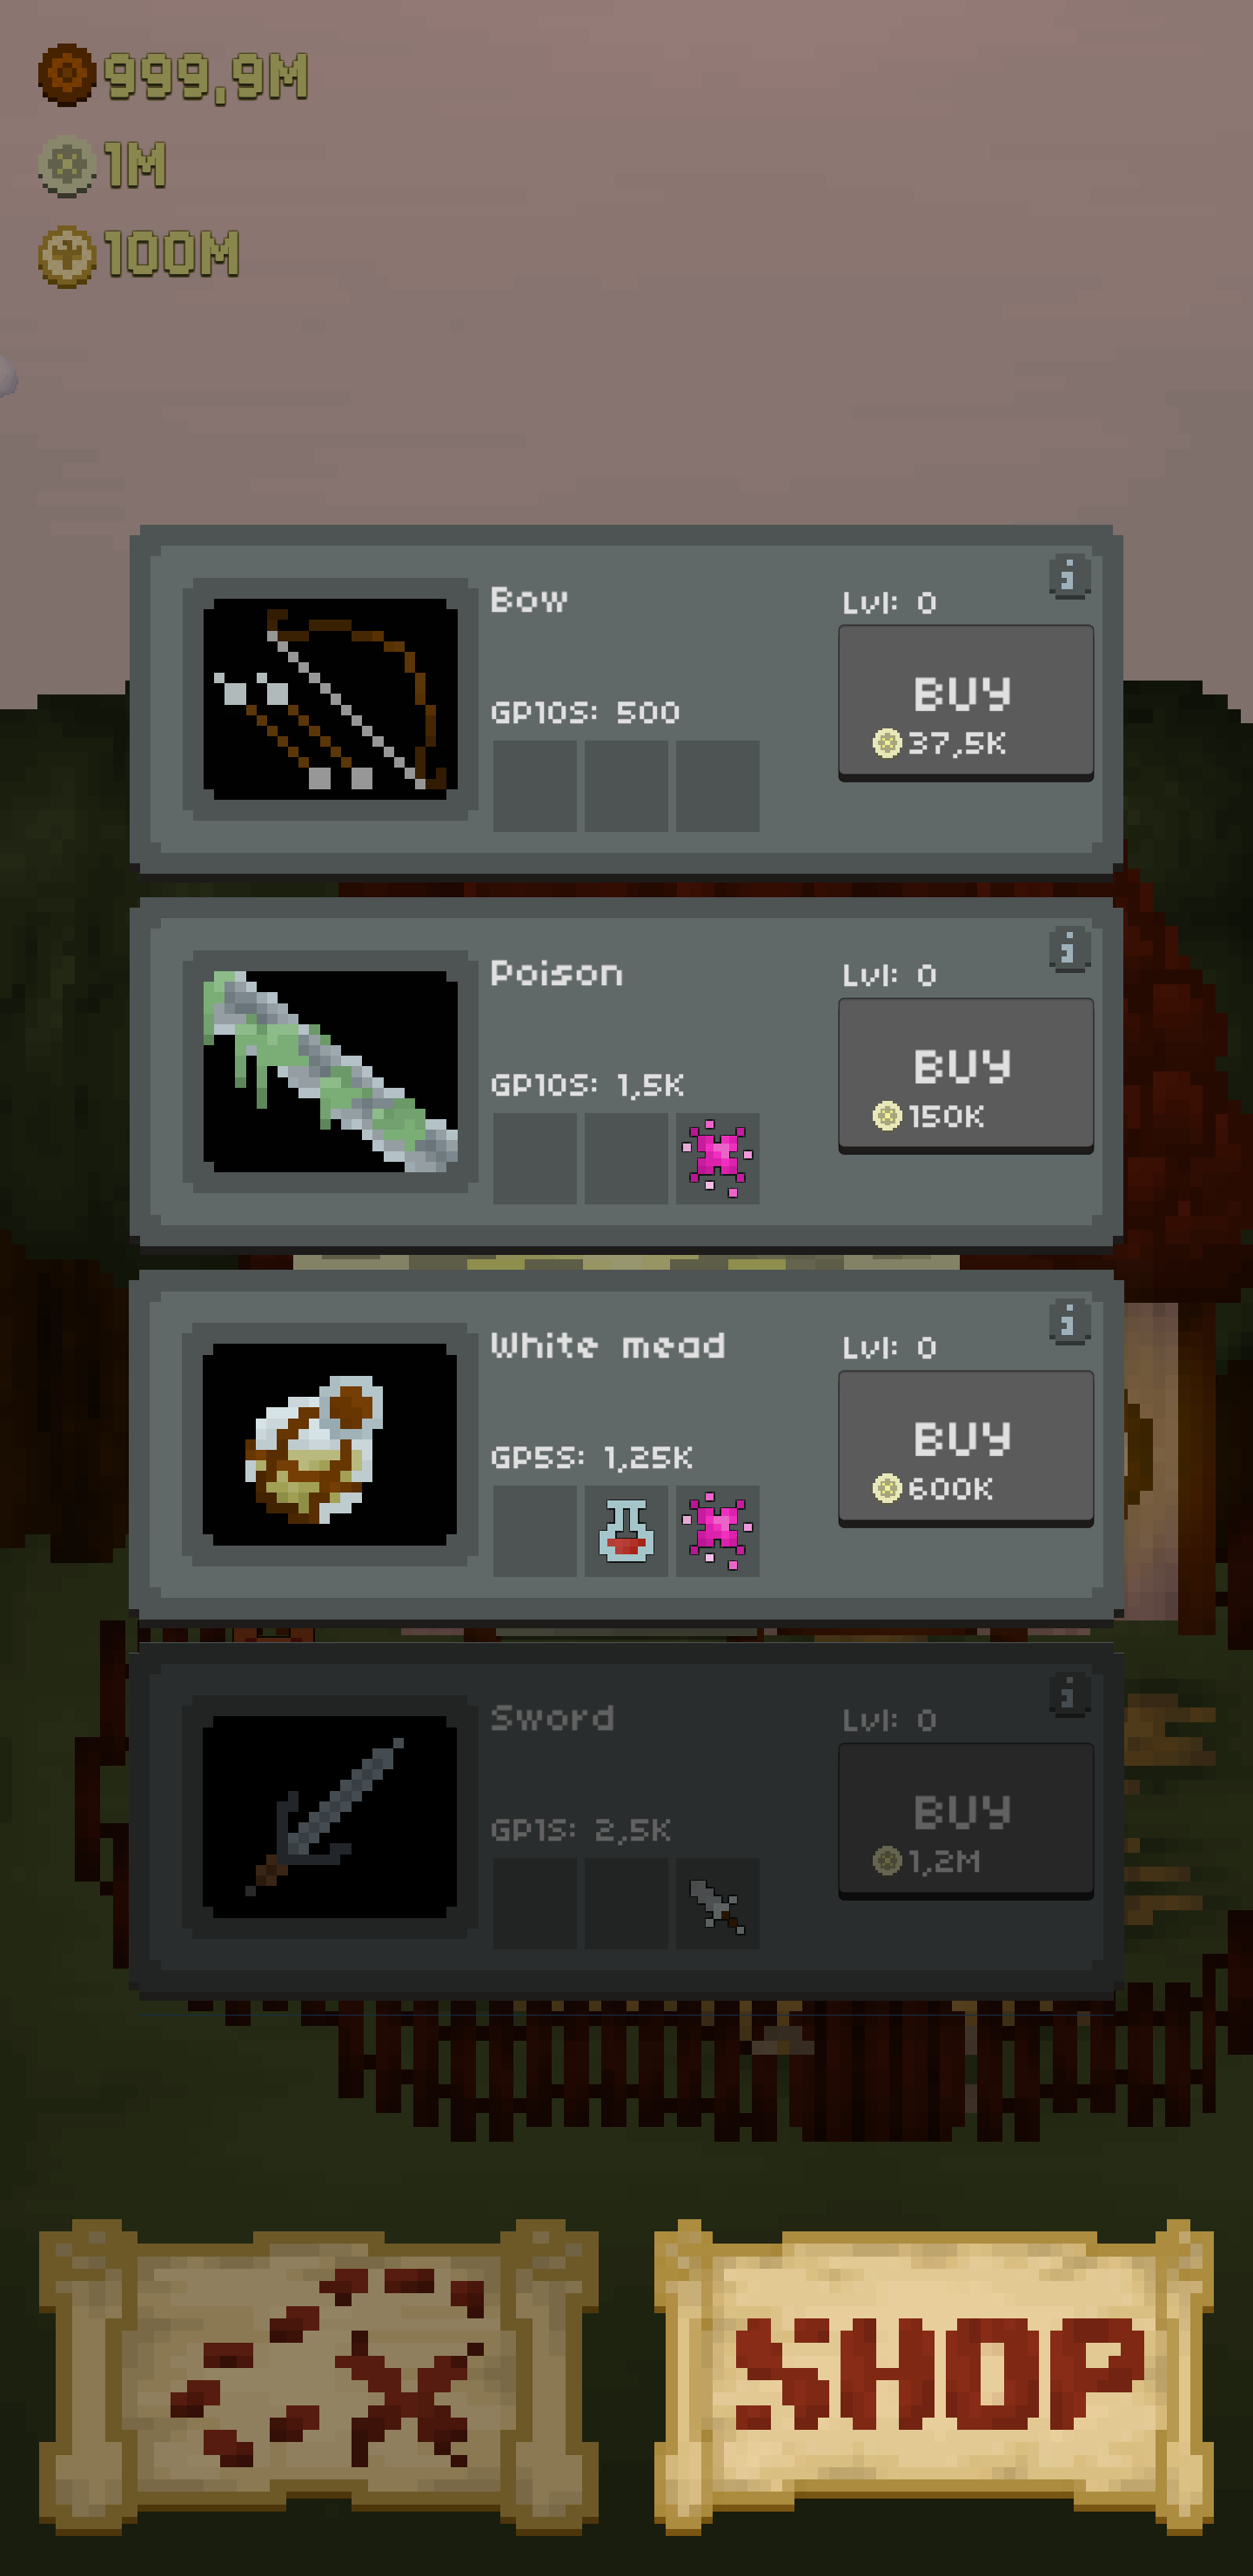 999,9M
1M
100M
Bow
Lvl: 0
BUY
GP10S: 500
37,5K
Poison
Lvl: 0
BUY
GP10S: 1,5K
150K
White mead
Lvl: 0
BUY
GP5S: 1,25K
600K
Sword
Lvl: 0
BUY
GP1S: 2,5K
1,2M
SHOP